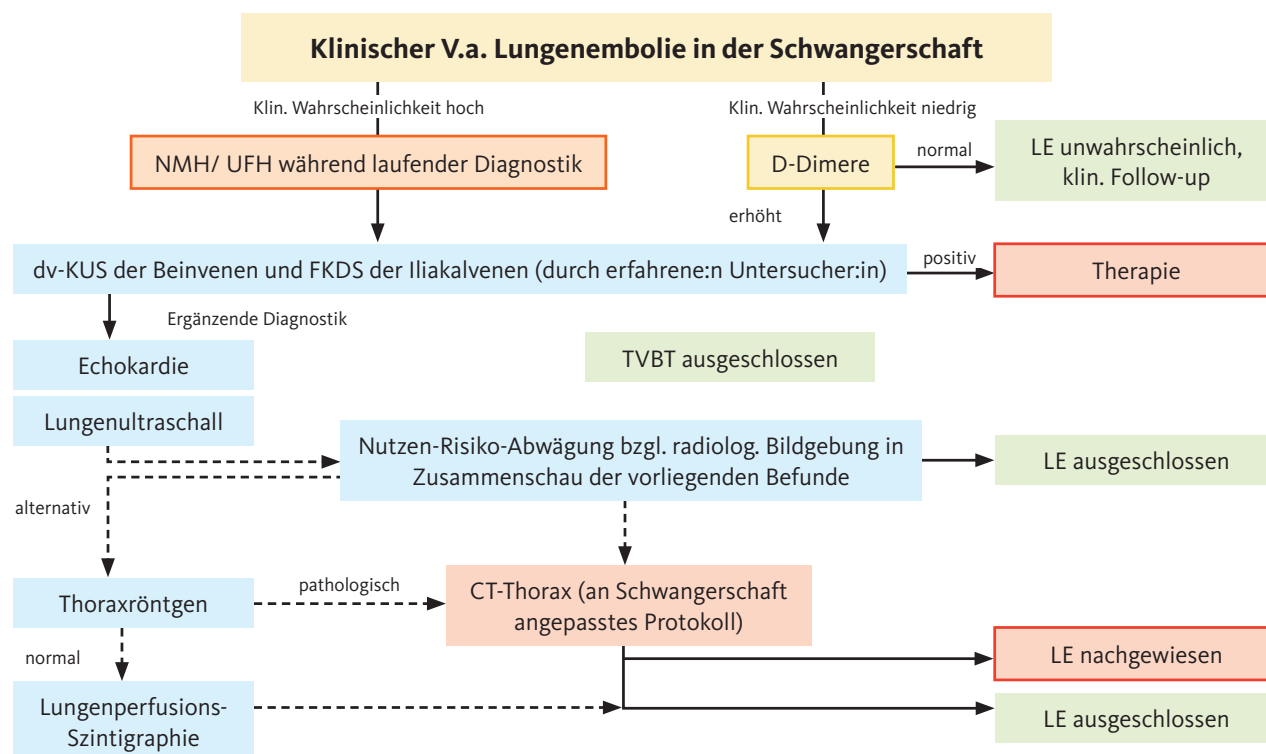 Klinischer V.a. Lungenembolie in der Schwangerschaft
Klin. Wahrscheinlichkeit hoch
Klin. Wahrscheinlichkeit niedrig
NMH/ UFH während laufender Diagnostik
D-Dimere
normal
LE unwahrscheinlich,
klin. Follow-up
erhöht
dv-KUS der Beinvenen und FKDS der Iliakalvenen (durch erfahrene:n Untersucher:in)
positiv
Therapie
Ergänzende Diagnostik
Echokardie
TVBT ausgeschlossen
Lungenultraschall
Nutzen-Risiko-Abwägung bzgl. radiolog. Bildgebung in
Zusammenschau der vorliegenden Befunde
LE ausgeschlossen
alternativ
Thoraxröntgen
pathologisch
CT-Thorax (an Schwangerschaft
angepasstes Protokoll)
normal
LE nachgewiesen
Lungenperfusions-
Szintigraphie
LE ausgeschlossen